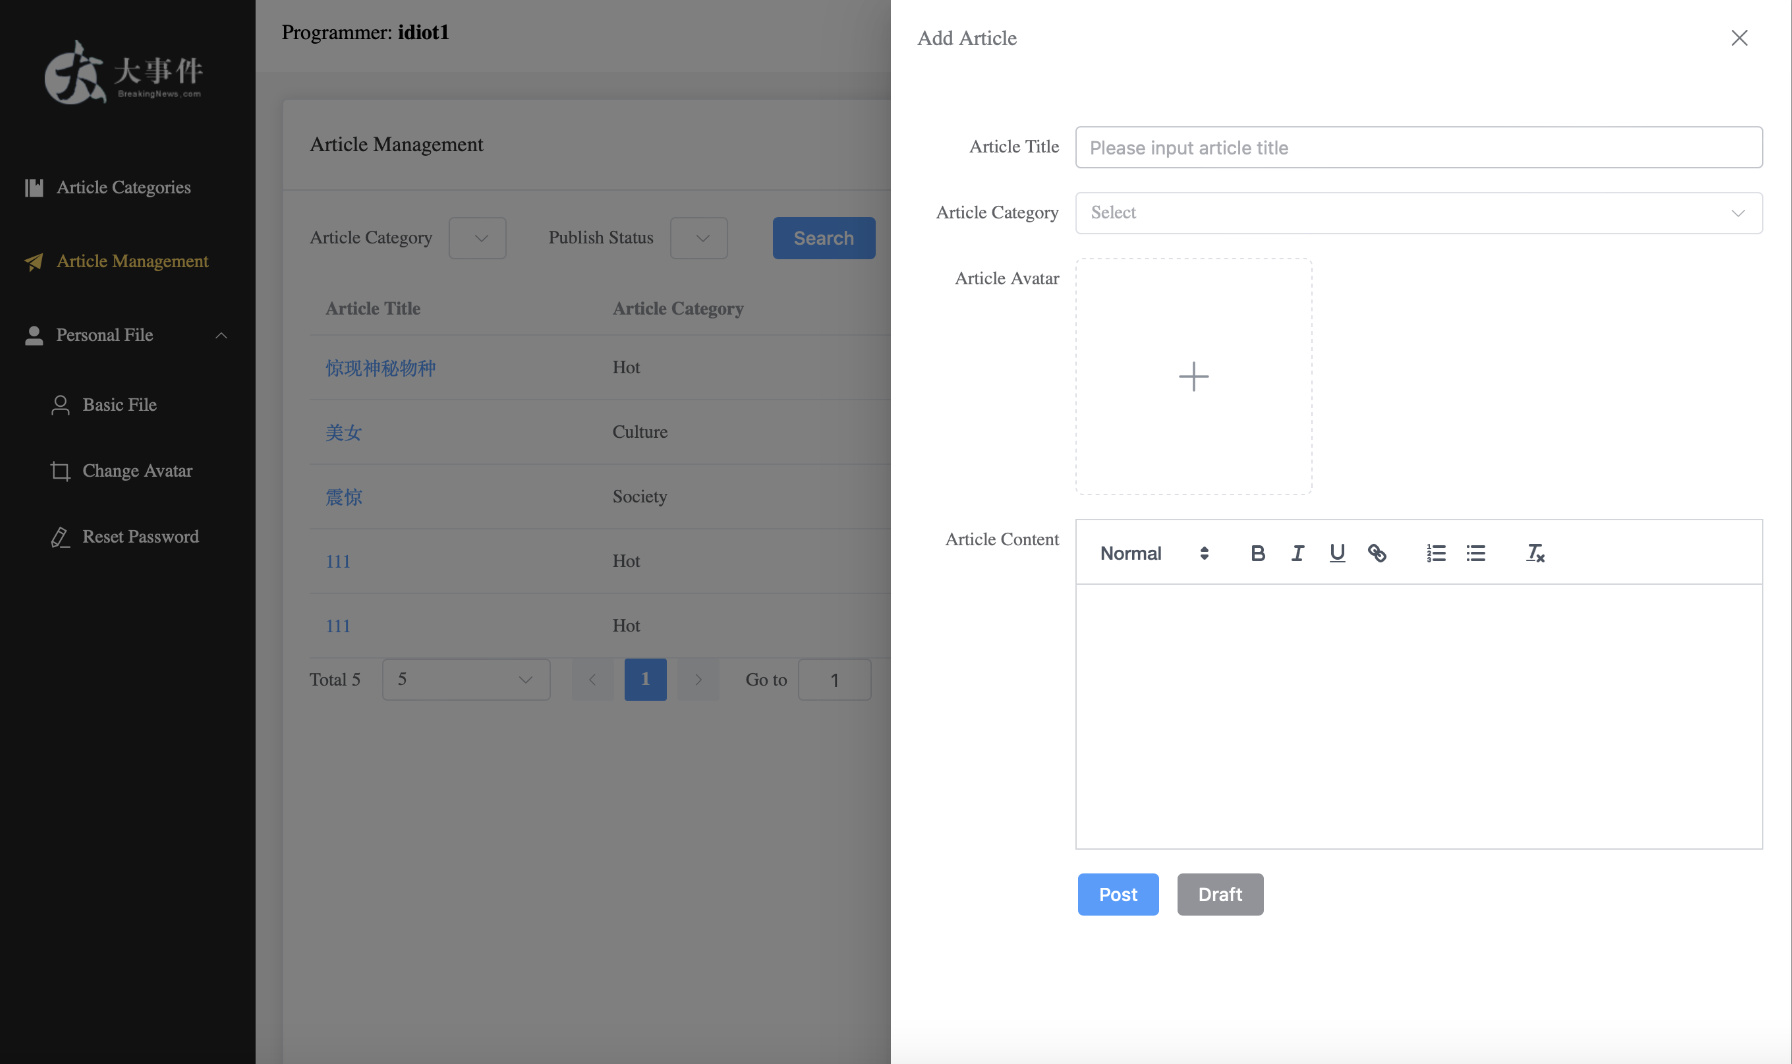 大事件
BreakingNews.com
Article Categories
Article Management
Personal File
Basic File
Change Avatar
Reset Password
Programmer: idiot1
Article Management
Article Category
Publish Status
Search
Article Title Article Category
惊现神秘物种 Hot
美女 Culture
震惊 Society
111 Hot
111 Hot
Total 5 5 1 Go to 1
Add Article
Article Title Please input article title
Article Category Select
Article Avatar
Article Content Normal
Post Draft